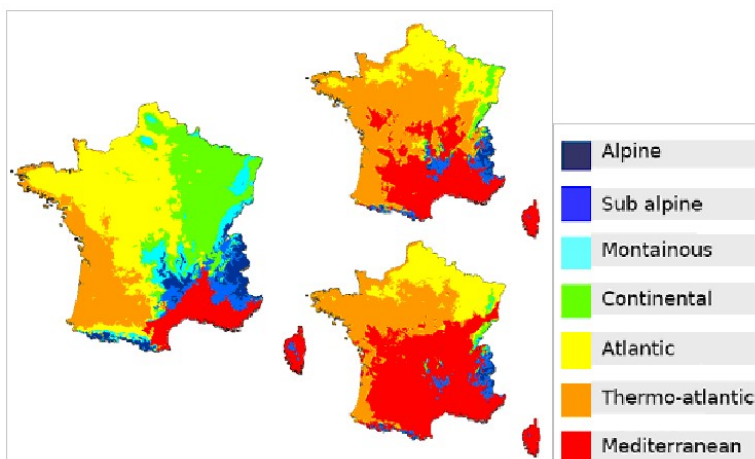 Alpine
Sub alpine
Montainous
Continental
Atlantic
Thermo-atlantic
Mediterranean